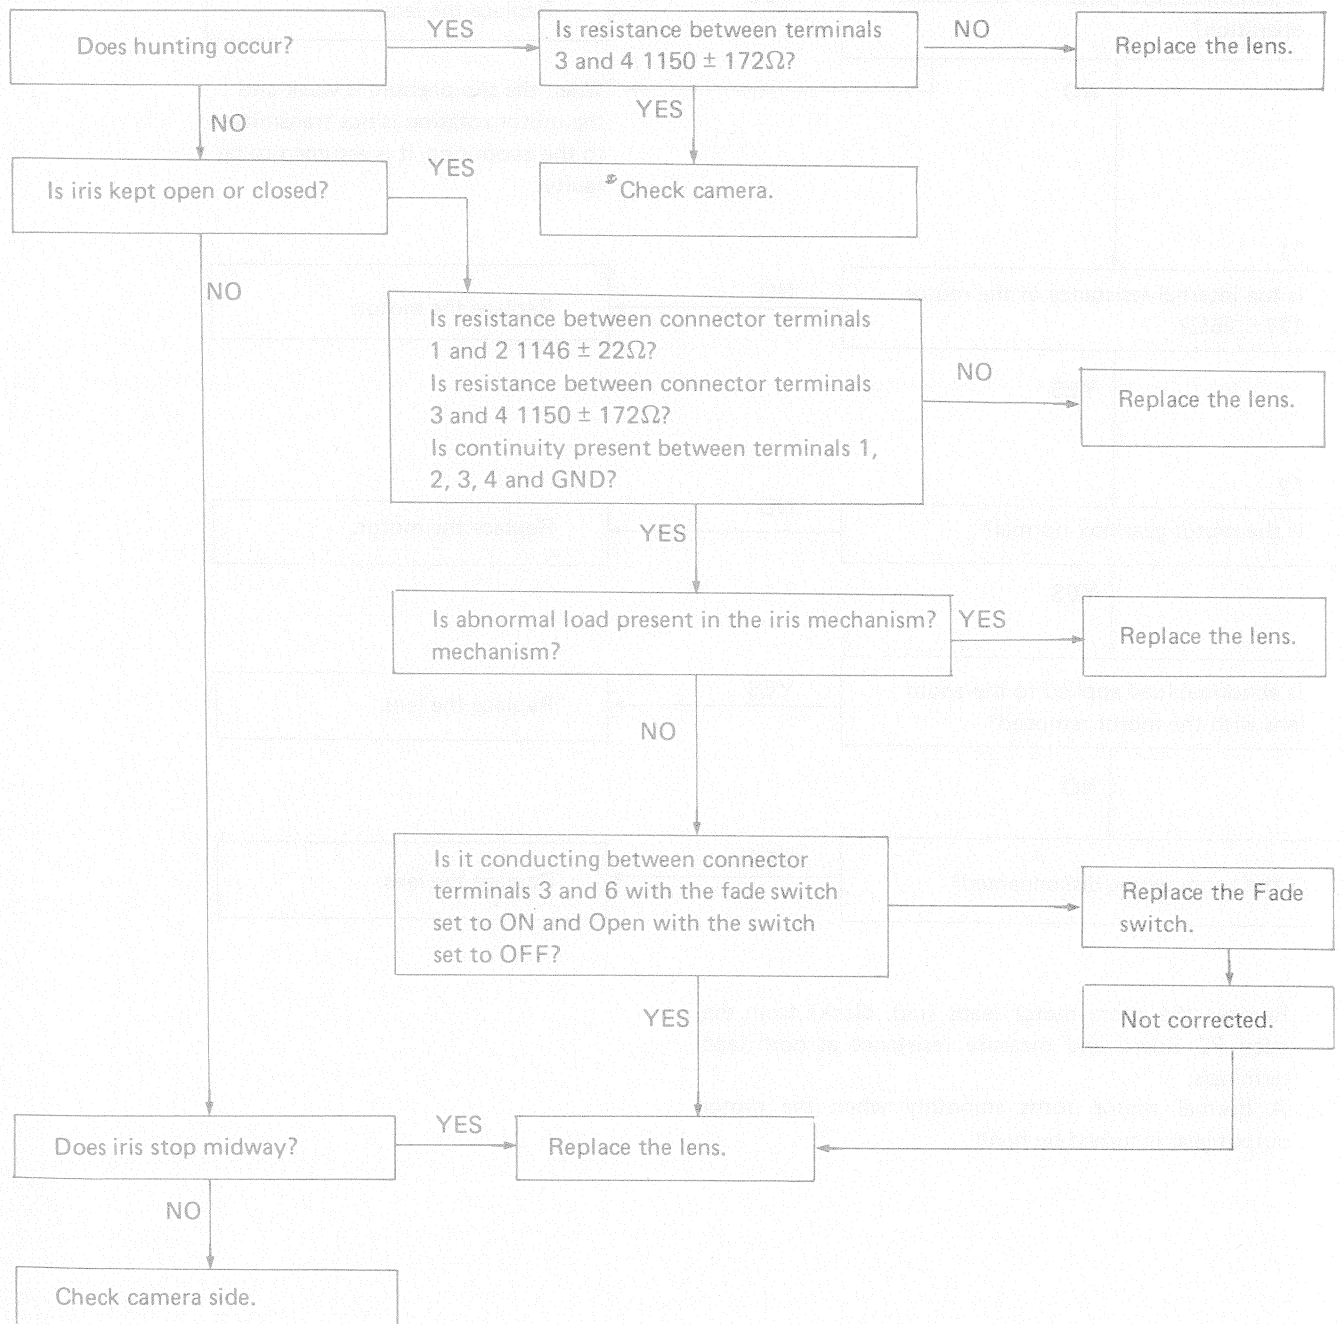 Does hunting occur?
YES
Is resistance between terminals
3 and 4 1150 ± 172Ω?
NO
Replace the lens.
NO
YES
Is iris kept open or closed?
YES
*Check camera.
NO
Is resistance between connector terminals
1 and 2 1146 ± 22Ω?
Is resistance between connector terminals
3 and 4 1150 ± 172Ω?
Is continuity present between terminals 1,
2, 3, 4 and GND?
NO
Replace the lens.
YES
Is abnormal load present in the iris mechanism?
mechanism?
YES
Replace the lens.
NO
Is it conducting between connector
terminals 3 and 6 with the fade switch
set to ON and Open with the switch
set to OFF?
Replace the Fade
switch.
YES
Not corrected.
Does iris stop midway?
YES
Replace the lens.
NO
Check camera side.